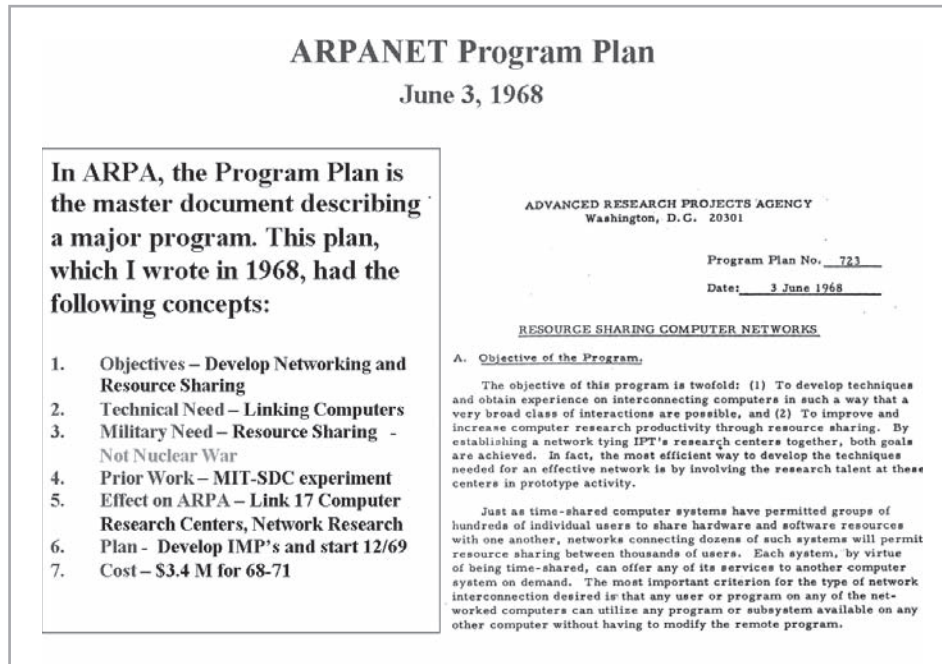 ARPANET Program Plan
June 3, 1968
In ARPA, the Program Plan is
the master document describing
a major program. This plan,
which I wrote in 1968, had the
following concepts:
1. Objectives – Develop Networking and
Resource Sharing
2. Technical Need – Linking Computers
3. Military Need – Resource Sharing -
Not Nuclear War
4. Prior Work – MIT-SDC experiment
5. Effect on ARPA – Link 17 Computer
Research Centers, Network Research
6. Plan - Develop IMP's and start 12/69
7. Cost – $3.4 M for 68-71
ADVANCED RESEARCH PROJECTS AGENCY
Washington, D.C. 20301
Program Plan No. 723
Date: 3 June 1968
RESOURCE SHARING COMPUTER NETWORKS
A. Objective of the Program.
The objective of this program is twofold: (1) To develop techniques
and obtain experience on interconnecting computers in such a way that a
very broad class of interactions are possible, and (2) To improve and
increase computer research productivity through resource sharing. By
establishing a network tying IPT's research centers together, both goals
are achieved. In fact, the most efficient way to develop the techniques
needed for an effective network is by involving the research talent at these
centers in prototype activity.
Just as time-shared computer systems have permitted groups of
hundreds of individual users to share hardware and software resources
with one another, networks connecting dozens of such systems will permit
resource sharing between thousands of users. Each system, by virtue
of being time-shared, can offer any of its services to another computer
system on demand. The most important criterion for the type of network
interconnection desired is that any user or program on any of the net-
worked computers can utilize any program or subsystem available on any
other computer without having to modify the remote program.